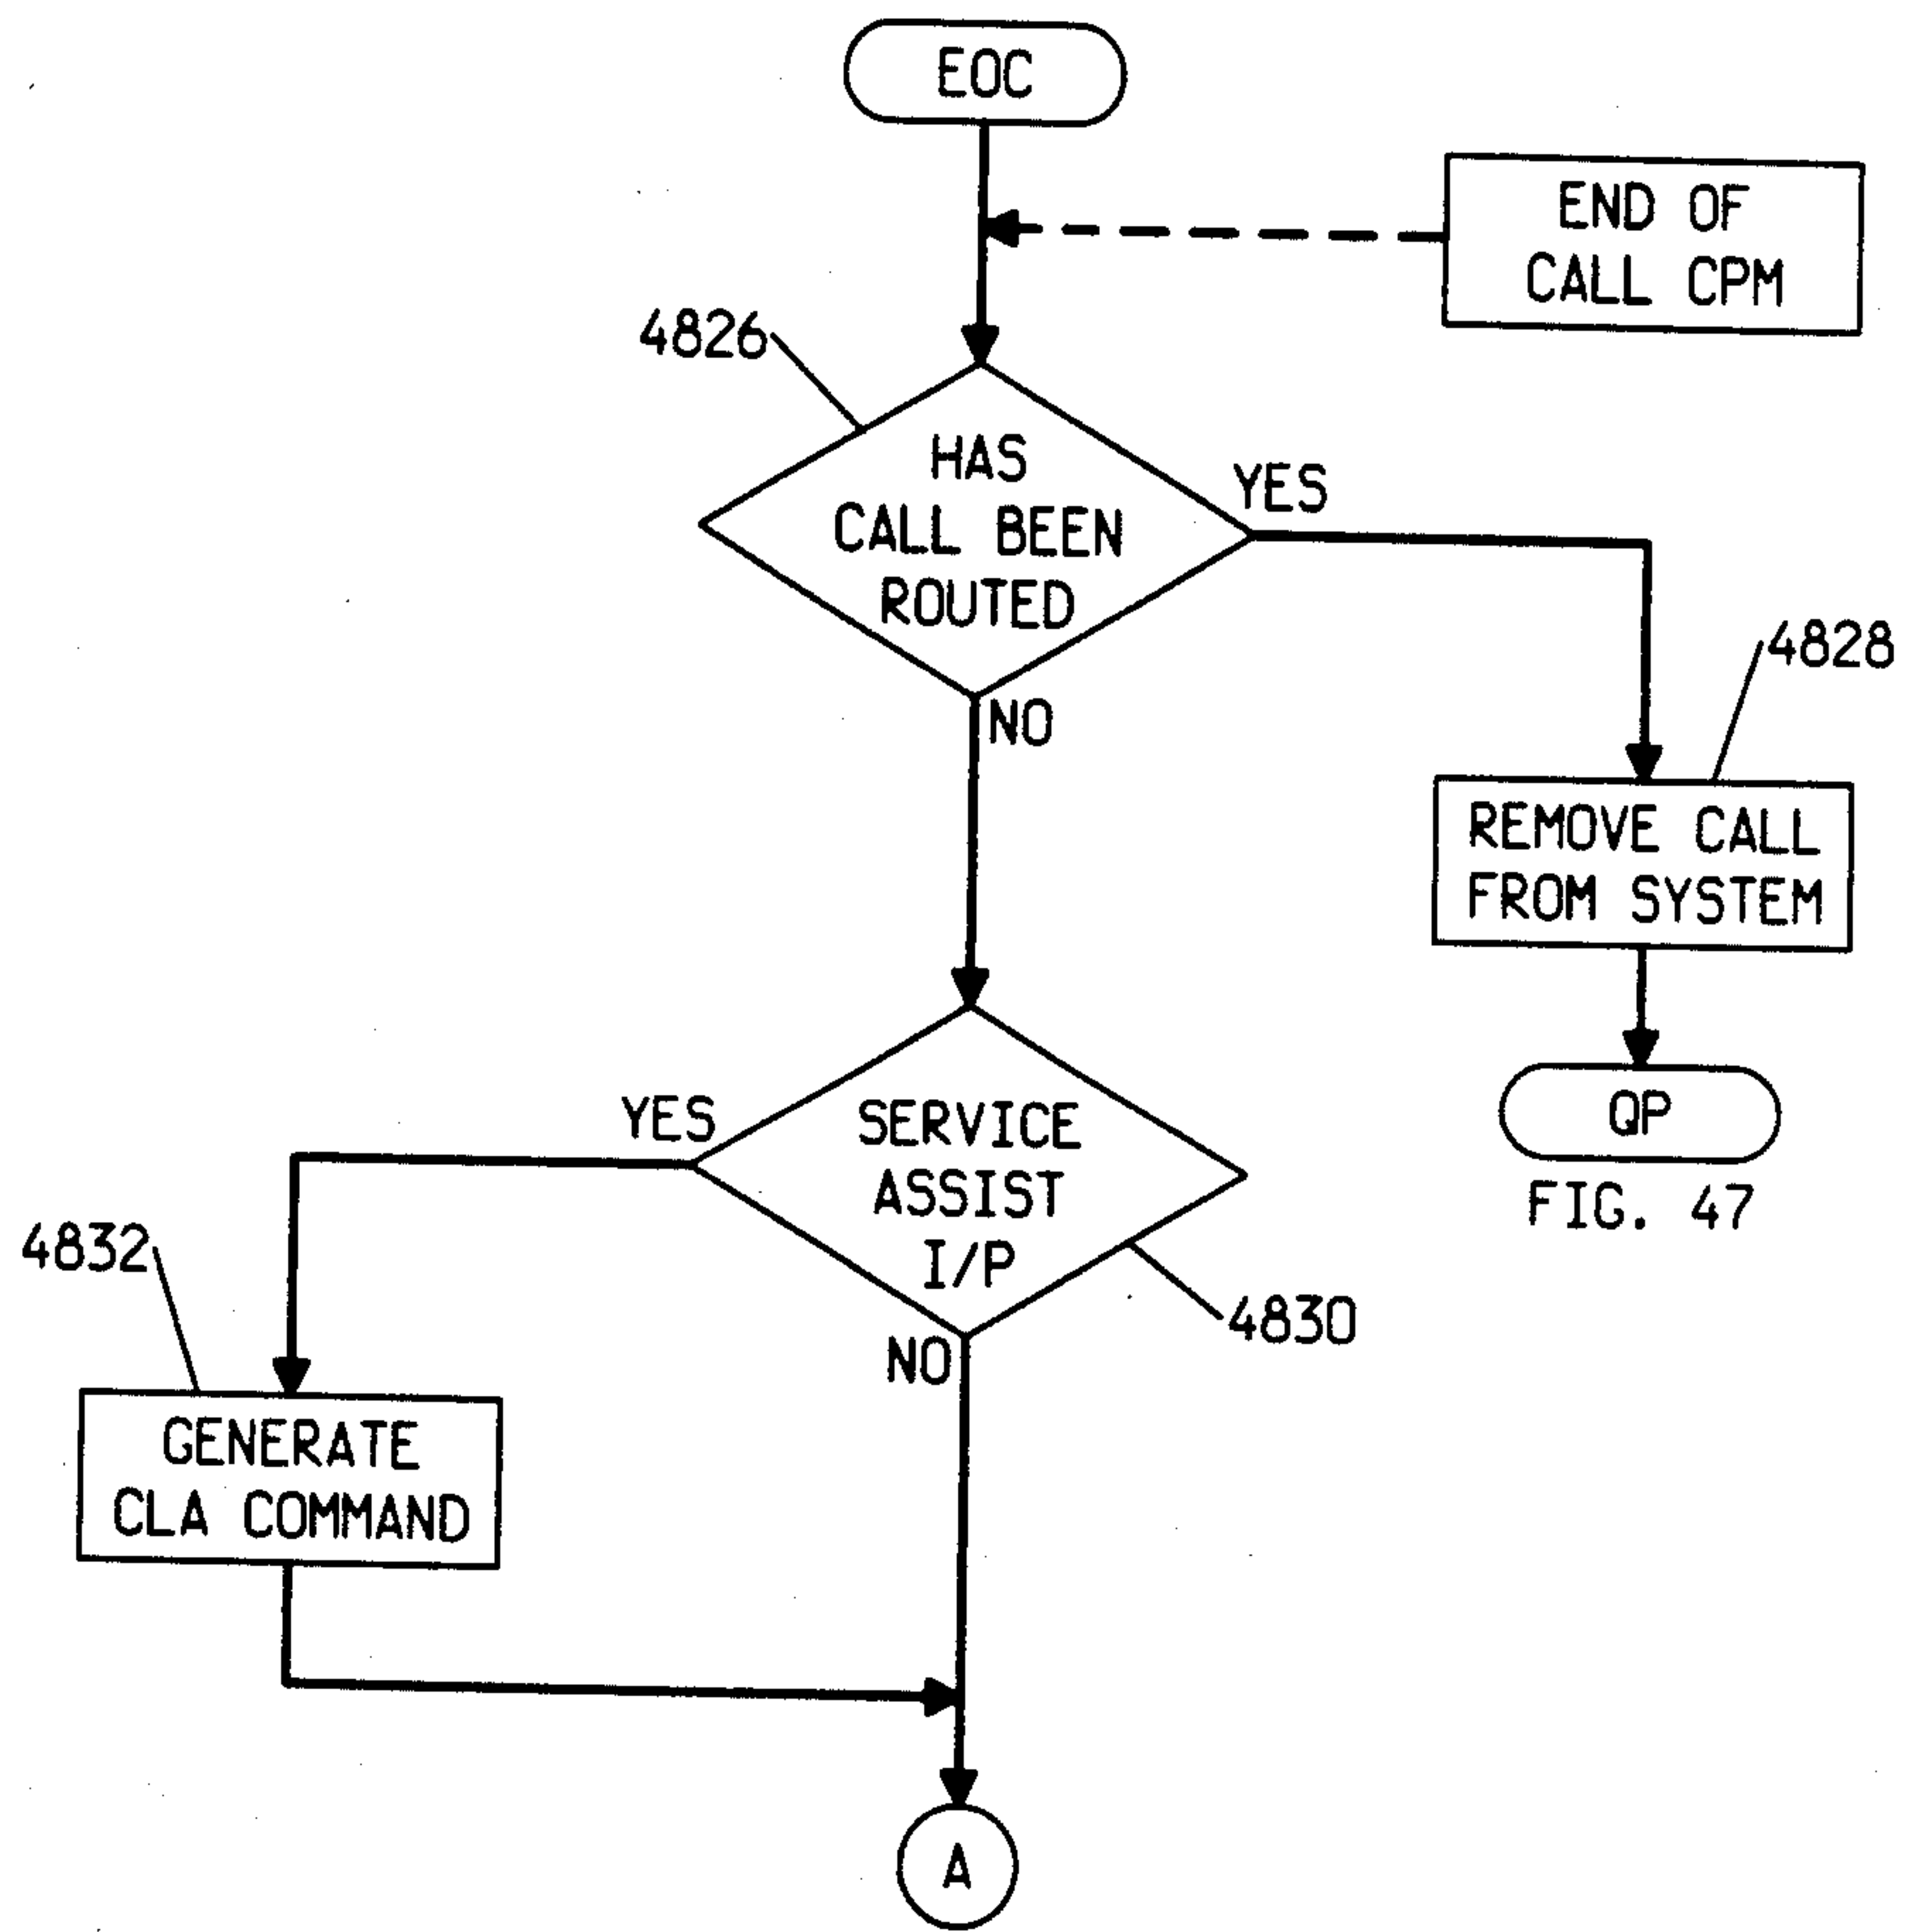 EOC
END OF
CALL CPM
4826
HAS
CALL BEEN
ROUTED
YES
NO
4828
REMOVE CALL
FROM SYSTEM
QP
FIG. 47
YES
SERVICE
ASSIST
I/P
4830
NO
4832
GENERATE
CLA COMMAND
A